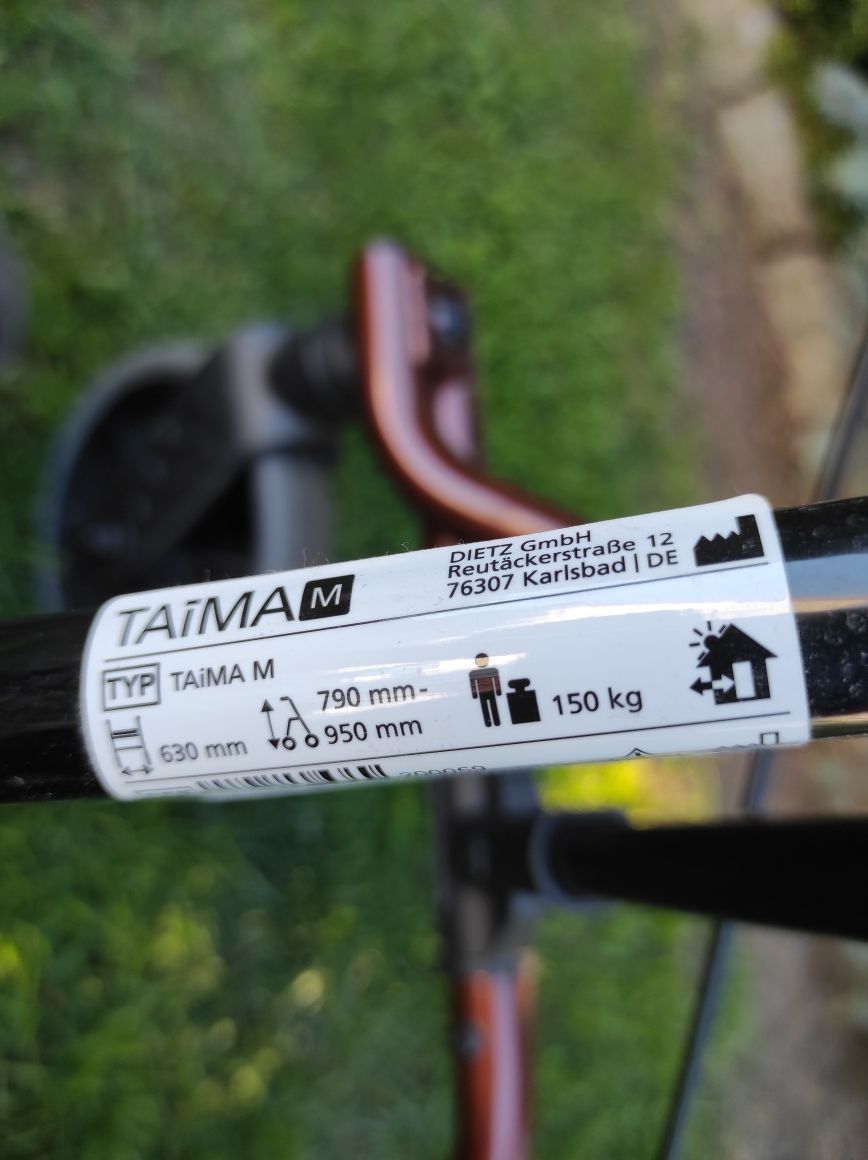 TAiMA M
DIETZ GmbH
Reutäckerstraße 12
76307 Karlsbad | DE
TYP TAiMA M
630 mm
790 mm-
950 mm
150 kg